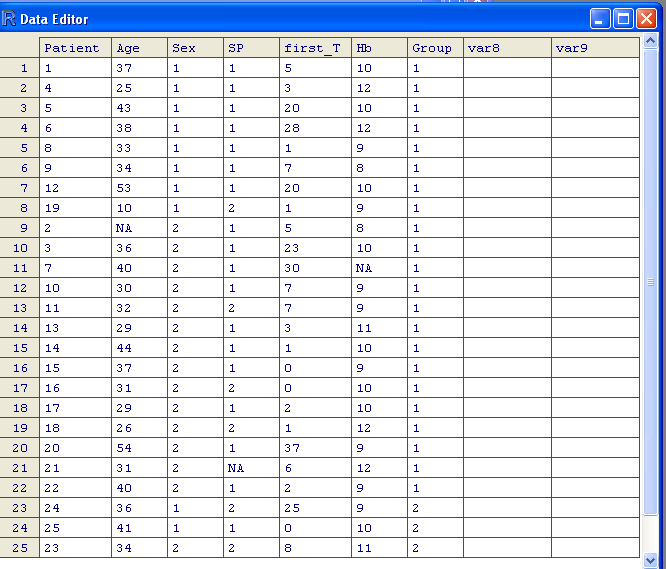 R Data Editor
Patient Age Sex SP first_T Hb Group var8 var9
1 1 37 1 1 5 10 1
2 4 25 1 1 3 12 1
3 5 43 1 1 20 10 1
4 6 38 1 1 28 12 1
5 8 33 1 1 1 9 1
6 9 34 1 1 7 8 1
7 12 53 1 1 20 10 1
8 19 10 1 2 1 9 1
9 2 NA 2 1 5 8 1
10 3 36 2 1 23 10 1
11 7 40 2 1 30 NA 1
12 10 30 2 1 7 9 1
13 11 32 2 2 7 9 1
14 13 29 2 1 3 11 1
15 14 44 2 1 1 10 1
16 15 37 2 1 0 9 1
17 16 31 2 2 0 10 1
18 17 29 2 1 2 10 1
19 18 26 2 2 1 12 1
20 20 54 2 1 37 9 1
21 21 31 2 NA 6 12 1
22 22 40 2 1 2 9 1
23 24 36 1 2 25 9 2
24 25 41 1 1 0 10 2
25 23 34 2 2 8 11 2